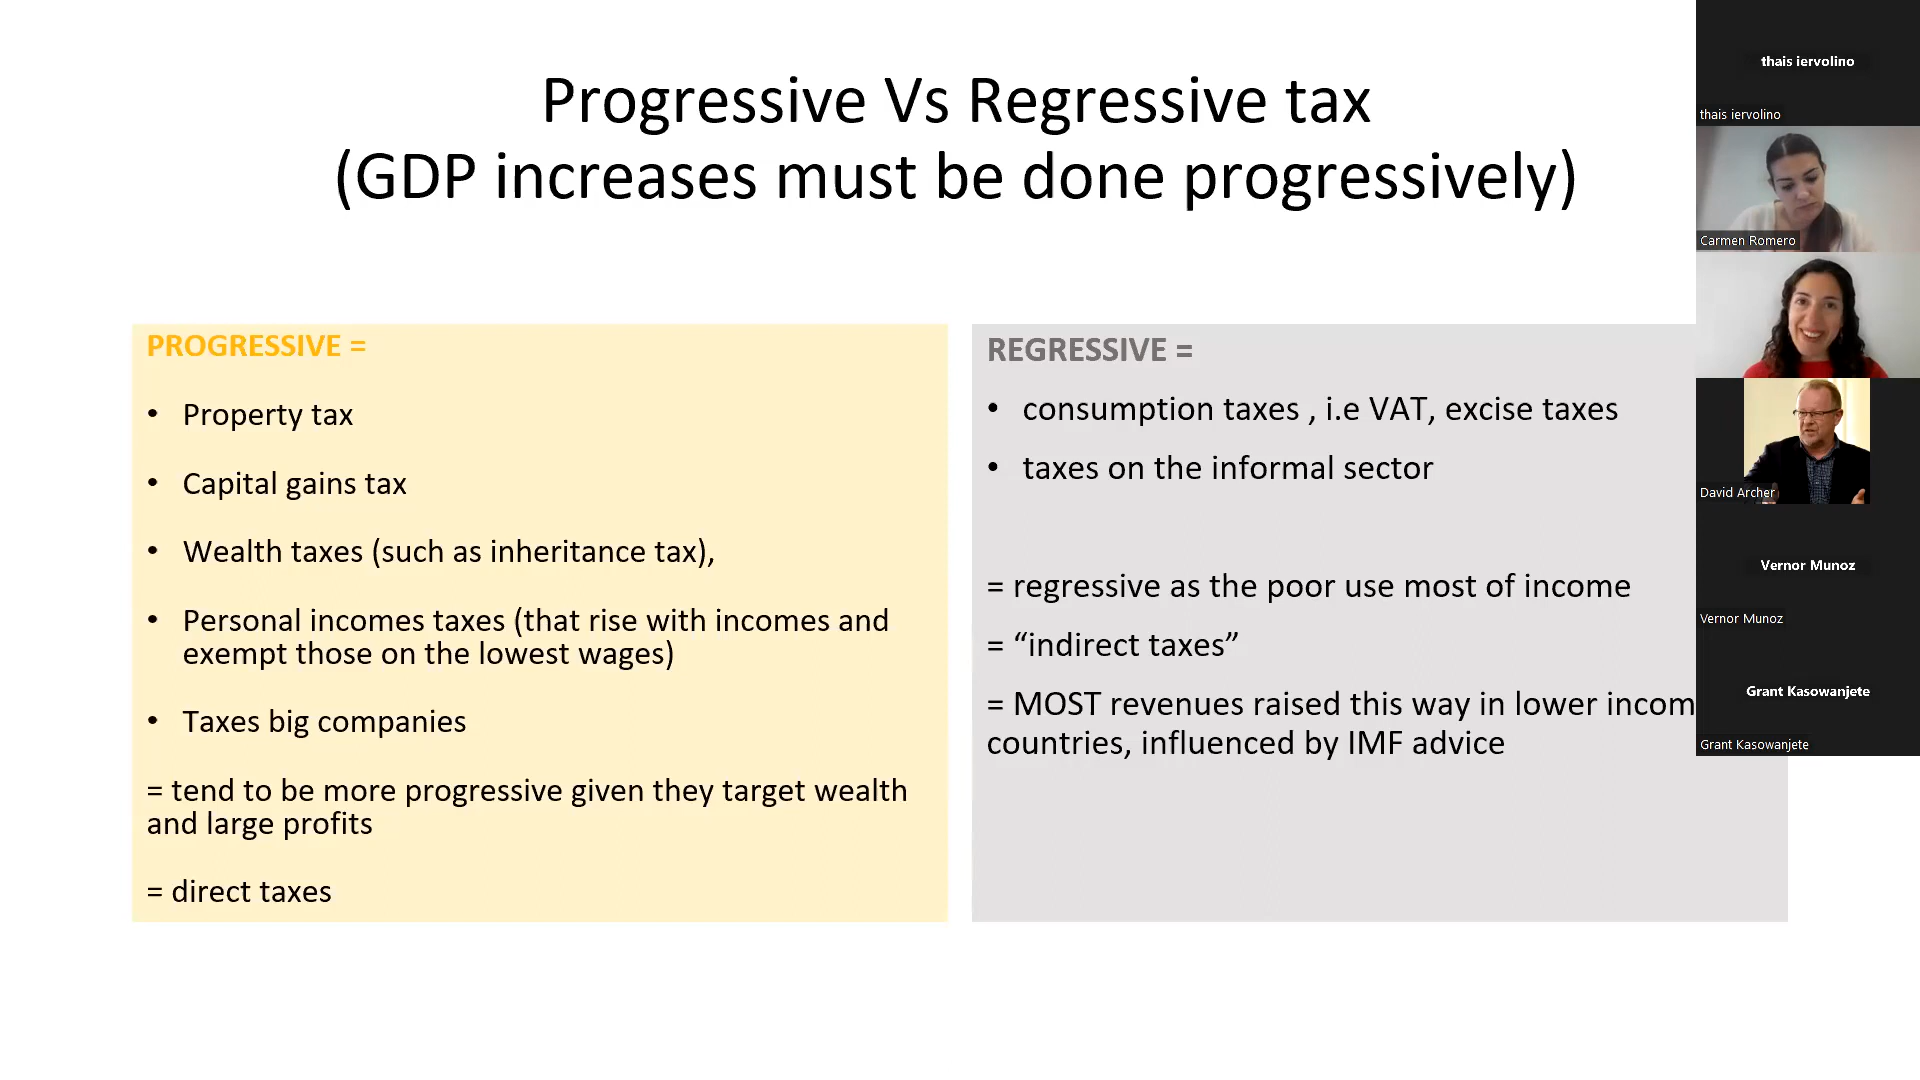 Progressive Vs Regressive tax
(GDP increases must be done progressively)
PROGRESSIVE =
• Property tax
• Capital gains tax
• Wealth taxes (such as inheritance tax),
• Personal incomes taxes (that rise with incomes and
exempt those on the lowest wages)
• Taxes big companies
= tend to be more progressive given they target wealth
and large profits
= direct taxes
REGRESSIVE =
• consumption taxes , i.e VAT, excise taxes
• taxes on the informal sector
= regressive as the poor use most of income
= “indirect taxes”
= MOST revenues raised this way in lower incom
countries, influenced by IMF advice
thais iervolino
thais iervolino
Carmen Romero
David Archer
Vernor Munoz
Vernor Munoz
Grant Kasowanjete
Grant Kasowanjete